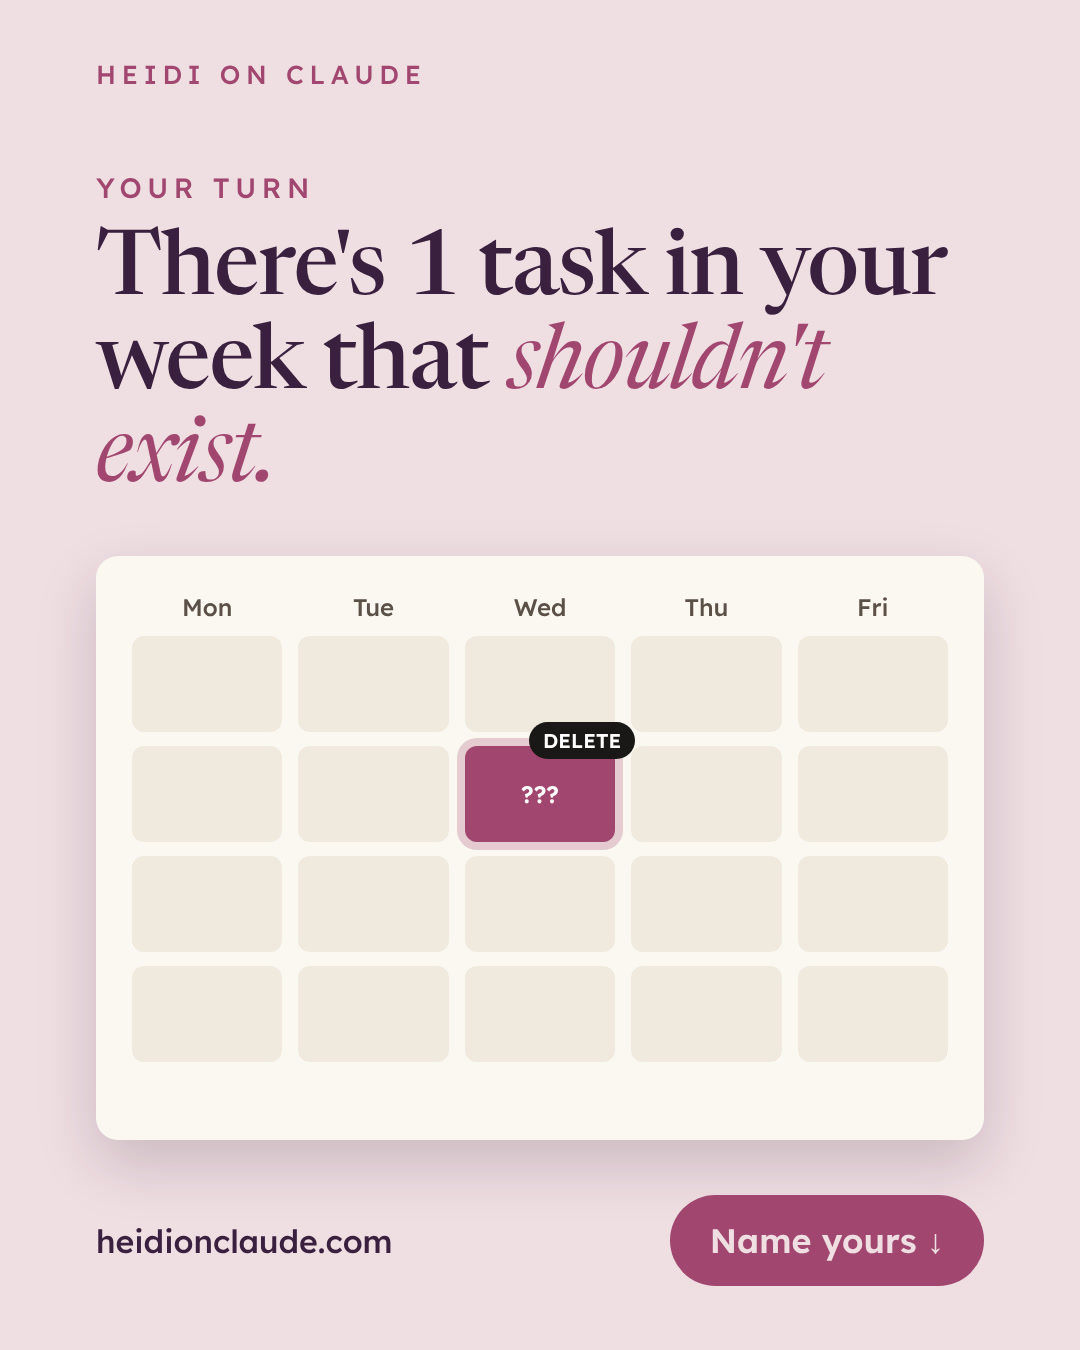 HEIDI ON CLAUDE
YOUR TURN
There's 1 task in your
week that shouldn't
exist.
Mon Tue Wed Thu Fri
DELETE
???
heidionclaude.com
Name yours ↓